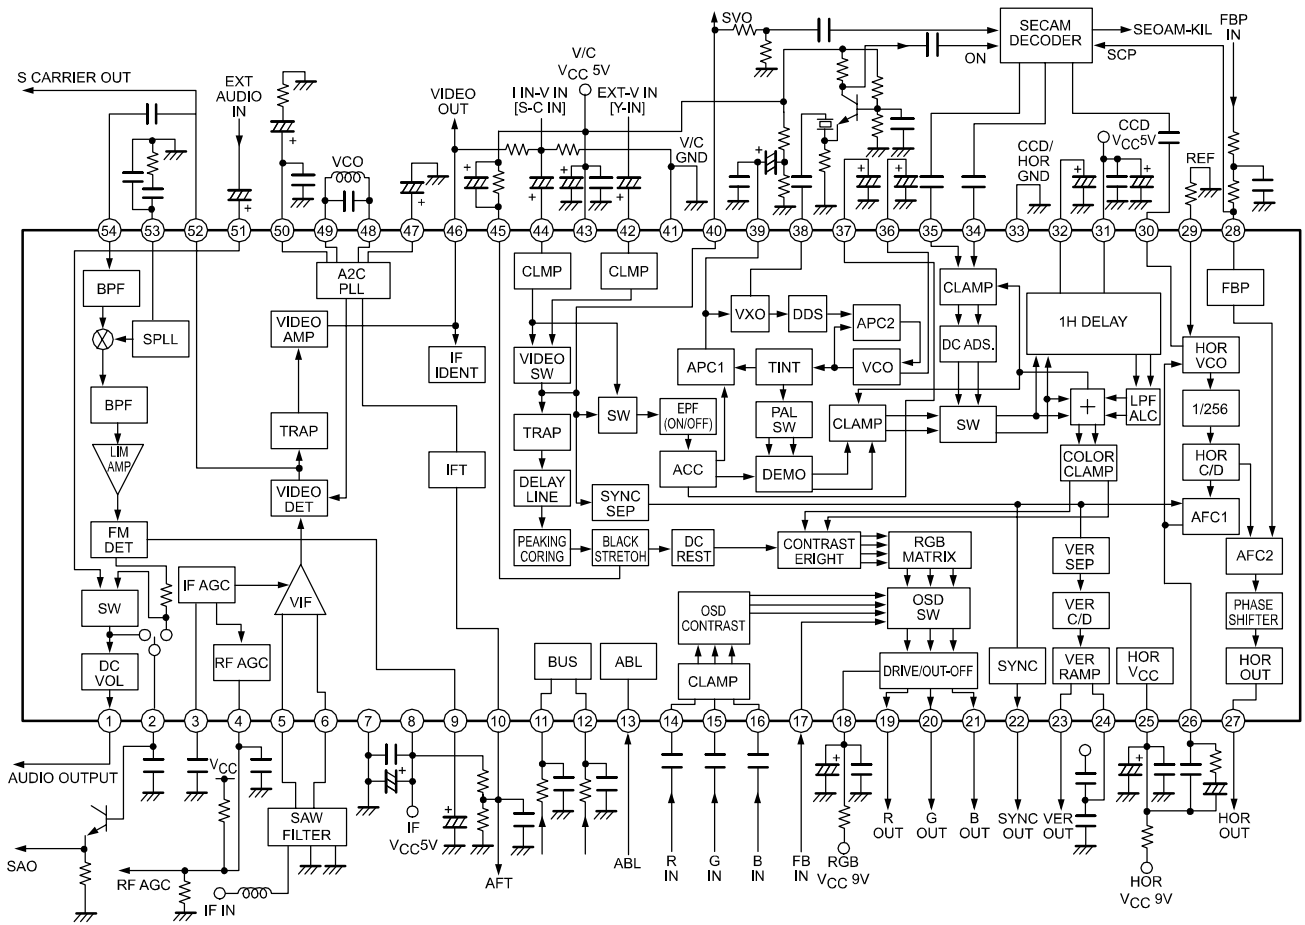 SVO
SECAM
DECODER
SEOAM-KIL
FBP
IN
SCP
ON
S CARRIER OUT
EXT
AUDIO
IN
VIDEO
OUT
I IN-V IN
[S-C IN]
V/C
VCC 5V
EXT-V IN
[Y-IN]
V/C
GND
VCO
CCD/
HOR
GND
CCD
VCC5V
REF
54 53 52 51 50 49 48 47 46 45 44 43 42 41 40 39 38 37 36 35 34 33 32 31 30 29 28
BPF
SPLL
BPF
LIM
AMP
FM
DET
SW
DC
VOL
IF AGC
RF AGC
VIF
VIDEO
AMP
TRAP
VIDEO
DET
A2C
PLL
IF
IDENT
IFT
CLMP
CLMP
VIDEO
SW
TRAP
DELAY
LINE
PEAKING
CORING
SW
SYNC
SEP
BLACK
STRETOH
EPF
(ON/OFF)
ACC
DC
REST
APC1
VXO
DDS
APC2
TINT
VCO
PAL
SW
DEMO
CLAMP
CLAMP
DC ADS.
SW
1H DELAY
+
LPF
ALC
COLOR
CLAMP
FBP
HOR
VCO
1/256
HOR
C/D
AFC1
AFC2
PHASE
SHIFTER
HOR
OUT
CONTRAST
ERIGHT
RGB
MATRIX
OSD
CONTRAST
OSD
SW
CLAMP
DRIVE/OUT-OFF
BUS
ABL
SYNC
VER
SEP
VER
C/D
VER
RAMP
HOR
VCC
1 2 3 4 5 6 7 8 9 10 11 12 13 14 15 16 17 18 19 20 21 22 23 24 25 26 27
AUDIO OUTPUT
SAO
VCC
RF AGC
IF IN
SAW
FILTER
IF
VCC5V
AFT
ABL
R
IN
G
IN
B
IN
FB
IN
RGB
VCC 9V
R
OUT
G
OUT
B
OUT
SYNC
OUT
VER
OUT
HOR
VCC 9V
HOR
OUT